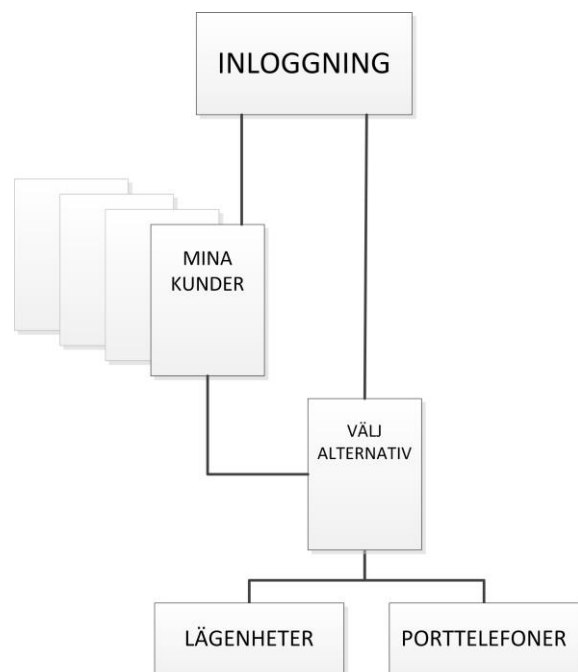 INLOGGNING
MINA
KUNDER
VÄLJ
ALTERNATIV
LÄGENHETER
PORTTELEFONER